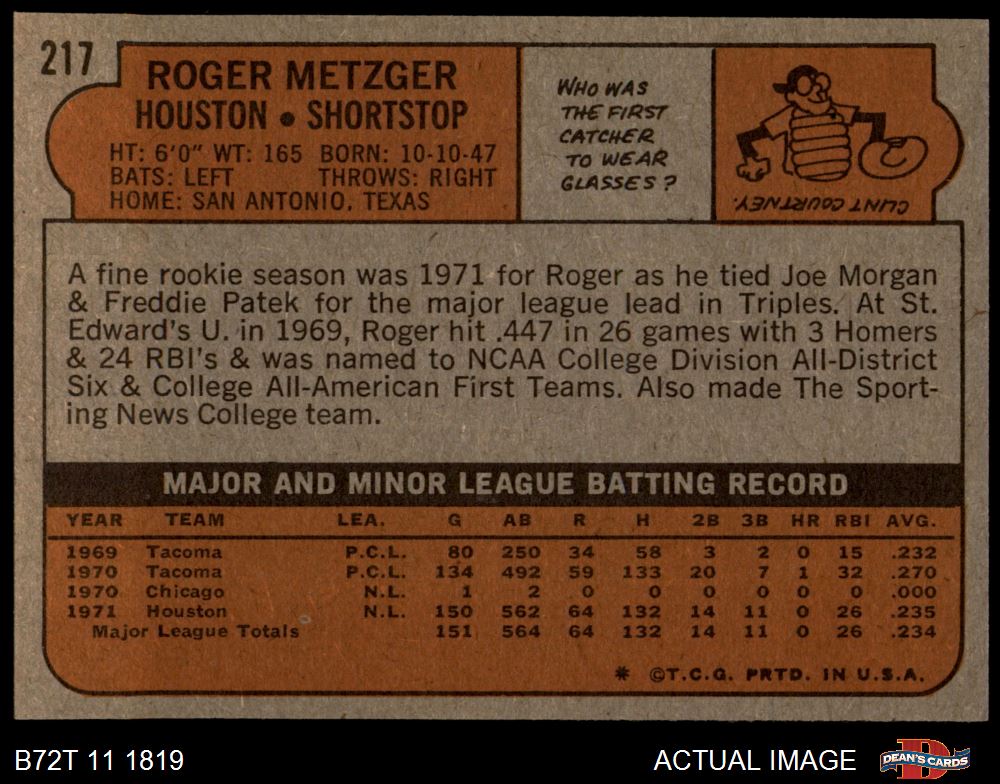 217
ROGER METZGER
HOUSTON • SHORTSTOP
HT: 6'0" WT: 165 BORN: 10-10-47
BATS: LEFT THROWS: RIGHT
HOME: SAN ANTONIO, TEXAS
WHO WAS
THE FIRST
CATCHER
TO WEAR
GLASSES?
CLINT COURTNEY.
A fine rookie season was 1971 for Roger as he tied Joe Morgan
& Freddie Patek for the major league lead in Triples. At St.
Edward's U. in 1969, Roger hit .447 in 26 games with 3 Homers
& 24 RBI's & was named to NCAA College Division All-District
Six & College All-American First Teams. Also made The Sport-
ing News College team.
MAJOR AND MINOR LEAGUE BATTING RECORD
YEAR TEAM LEA. G AB R H 2B 3B HR RBI AVG.
1969 Tacoma P.C.L. 80 250 34 58 3 2 0 15 .232
1970 Tacoma P.C.L. 134 492 59 133 20 7 1 32 .270
1970 Chicago N.L. 1 2 0 0 0 0 0 0 .000
1971 Houston N.L. 150 562 64 132 14 11 0 26 .235
Major League Totals 151 564 64 132 14 11 0 26 .234
* ©T.C.G. PRTD. IN U.S.A.
B72T 11 1819
ACTUAL IMAGE
DEAN'S CARDS